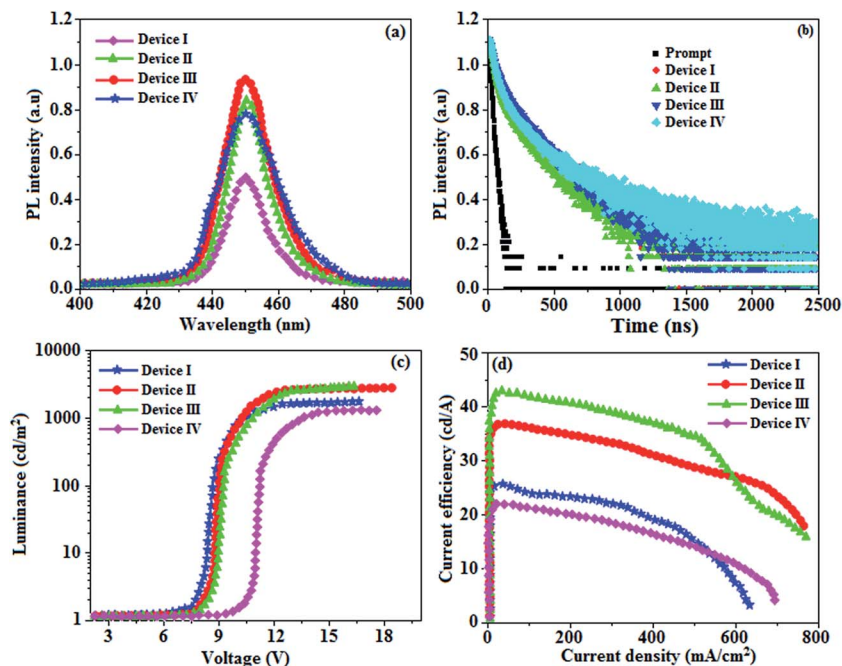 (a)
Device I
Device II
Device III
Device IV
PL intensity (a.u)
1.2
1.0
0.8
0.6
0.4
0.2
0.0
400 420 440 460 480 500
Wavelength (nm)
(b)
Prompt
Device I
Device II
Device III
Device IV
PL intensity (a.u)
1.2
1.0
0.8
0.6
0.4
0.2
0.0
0 500 1000 1500 2000 2500
Time (ns)
(c)
Device I
Device II
Device III
Device IV
Luminance (cd/m²)
10000
1000
100
10
1
3 6 9 12 15 18
Voltage (V)
(d)
Device I
Device II
Device III
Device IV
Current efficiency (cd/A)
50
40
30
20
10
0
0 200 400 600 800
Current density (mA/cm²)